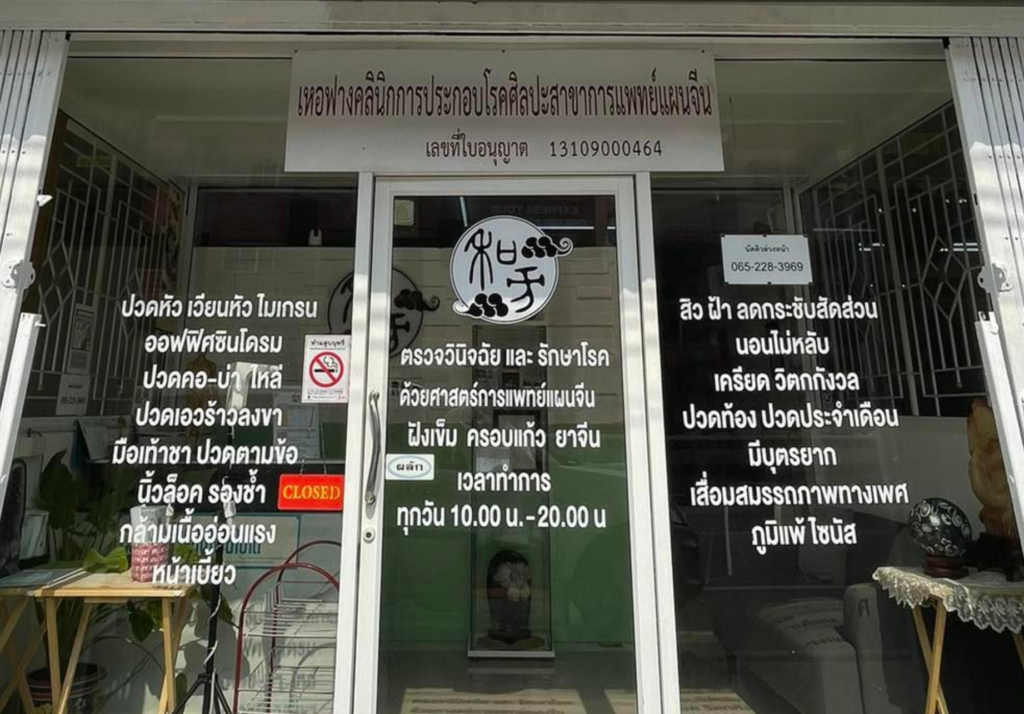 เหอฟางคลินิกการประกอบโรคศิลปะสาขาการแพทย์แผนจีน
เลขที่ใบอนุญาต 13109000464
ปวดหัว เวียนหัว ไมเกรน
ออฟฟิศซินโดรม
ปวดคอ-บ่า ไหล่
ปวดเอวร้าวลงขา
มือเท้าชา ปวดตามข้อ
นิ้วล็อค รองช้ำ
กล้ามเนื้ออ่อนแรง
หน้าเบี้ยว
ห้ามสูบบุหรี่
CLOSED
和
ตรวจวินิจฉัย และ รักษาโรค
ด้วยศาสตร์การแพทย์แผนจีน
ฝังเข็ม ครอบแก้ว ยาจีน
ผลัก
เวลาทำการ
ทุกวัน 10.00 น.-20.00 น
นัดคิวล่วงหน้า
065-228-3969
สิว ฝ้า ลดกระชับสัดส่วน
นอนไม่หลับ
เครียด วิตกกังวล
ปวดท้อง ปวดประจำเดือน
มีบุตรยาก
เสื่อมสมรรถภาพทางเพศ
ภูมิแพ้ ไซนัส